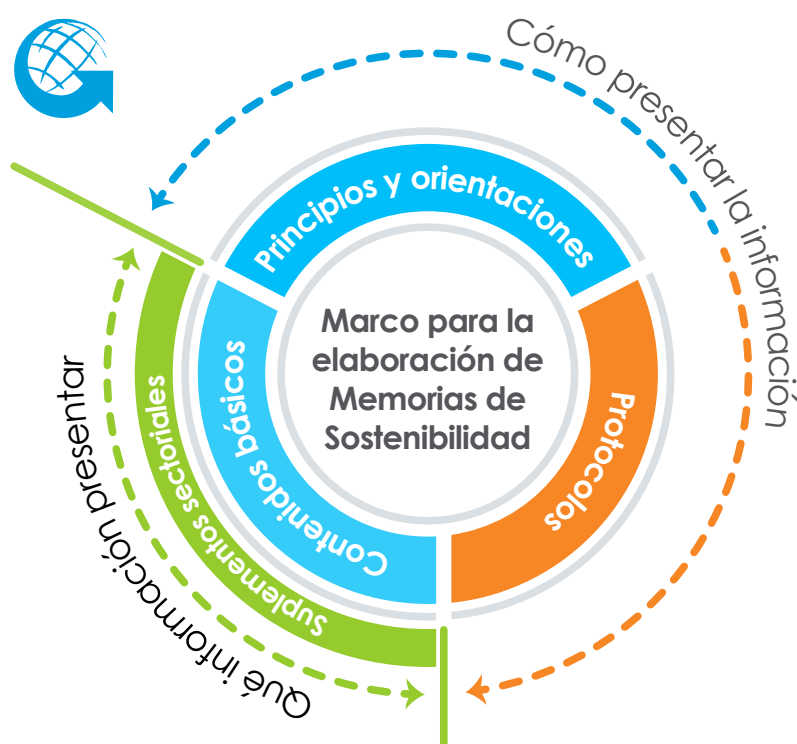 Cómo presentar la información
Principios y orientaciones
Marco para la
elaboración de
Memorias de
Sostenibilidad
Protocolos
Contenidos básicos
Suplementos sectoriales
Qué información presentar